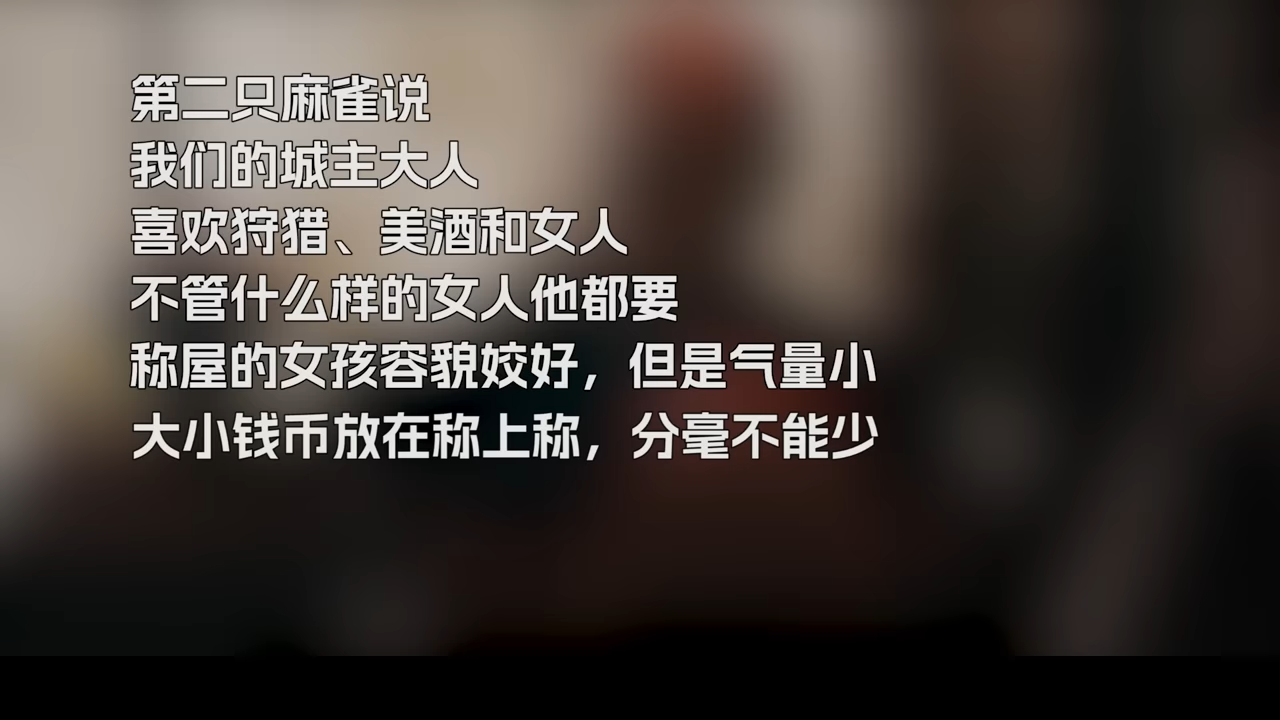 第二只麻雀说
我们的城主大人
喜欢狩猎、美酒和女人
不管什么样的女人他都要
称屋的女孩容貌姣好，但是气量小
大小钱币放在称上称，分毫不能少